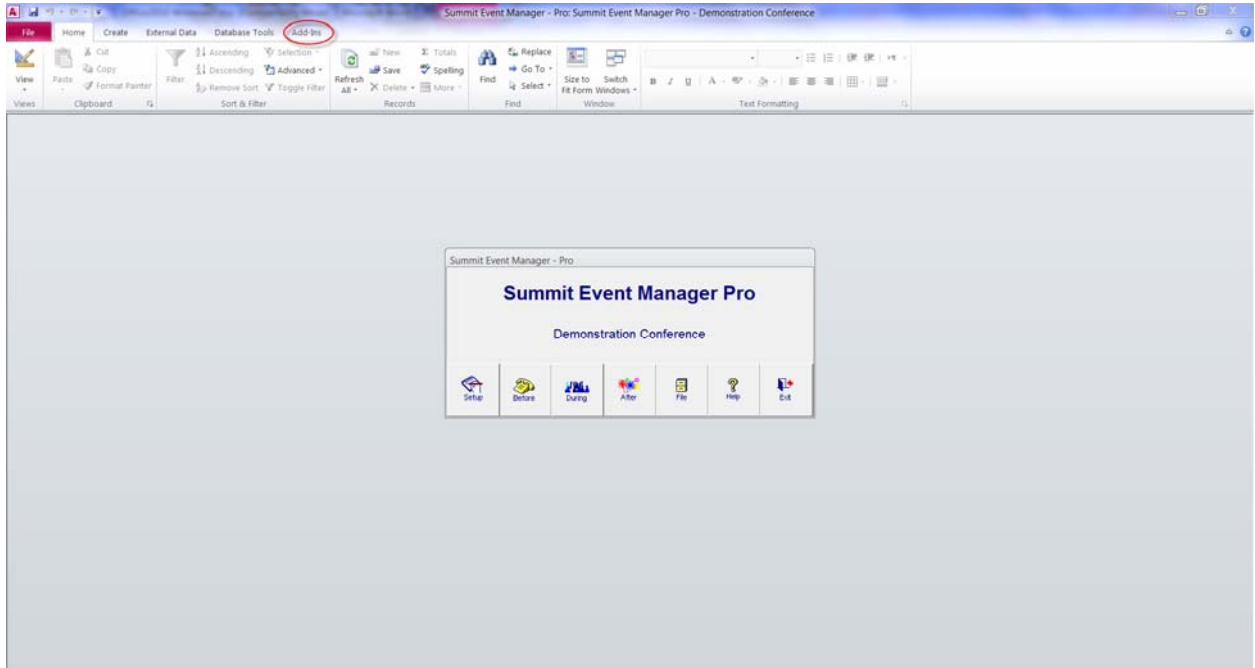 Summit Event Manager - Pro: Summit Event Manager Pro - Demonstration Conference
File Home Create External Data Database Tools Add-Ins
Cut Ascending Selection New Totals Replace
Copy Descending Advanced Save Spelling Go To
View Paste Format Painter Filter Remove Sort Toggle Filter Refresh All Delete More Find Select Size to Fit Form Switch Windows B I U A
Views Clipboard Sort & Filter Records Find Window Text Formatting
Summit Event Manager - Pro
Summit Event Manager Pro
Demonstration Conference
Setup Before During After File Help Exit